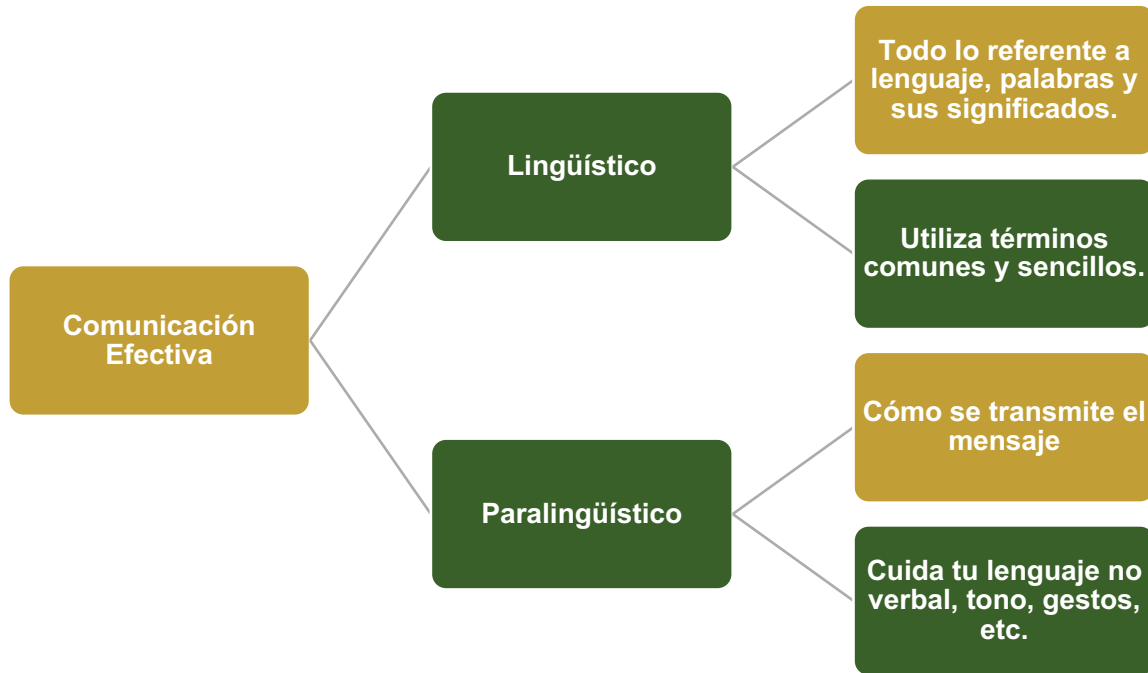 Comunicación
Efectiva
Lingüístico
Todo lo referente a
lenguaje, palabras y
sus significados.
Utiliza términos
comunes y sencillos.
Paralingüístico
Cómo se transmite el
mensaje
Cuida tu lenguaje no
verbal, tono, gestos,
etc.